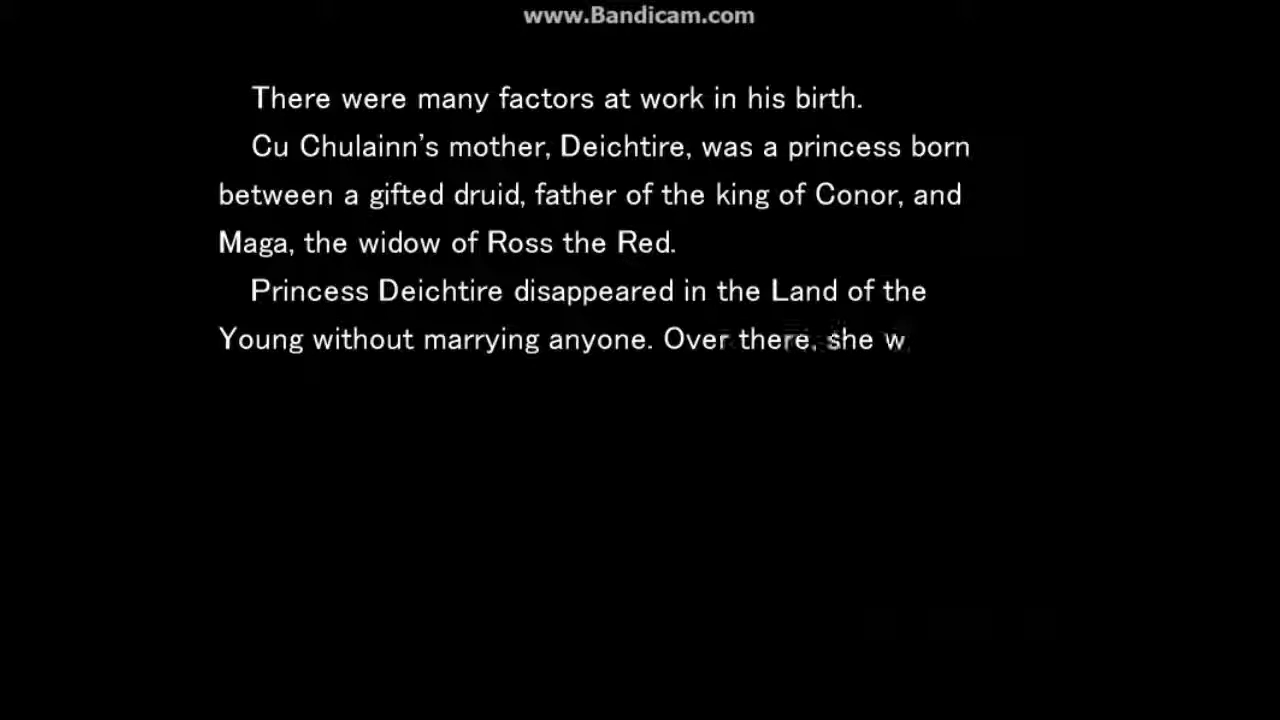 www.Bandicam.com
There were many factors at work in his birth.
Cu Chulainn's mother, Deichtire, was a princess born
between a gifted druid, father of the king of Conor, and
Maga, the widow of Ross the Red.
Princess Deichtire disappeared in the Land of the
Young without marrying anyone. Over there, she w